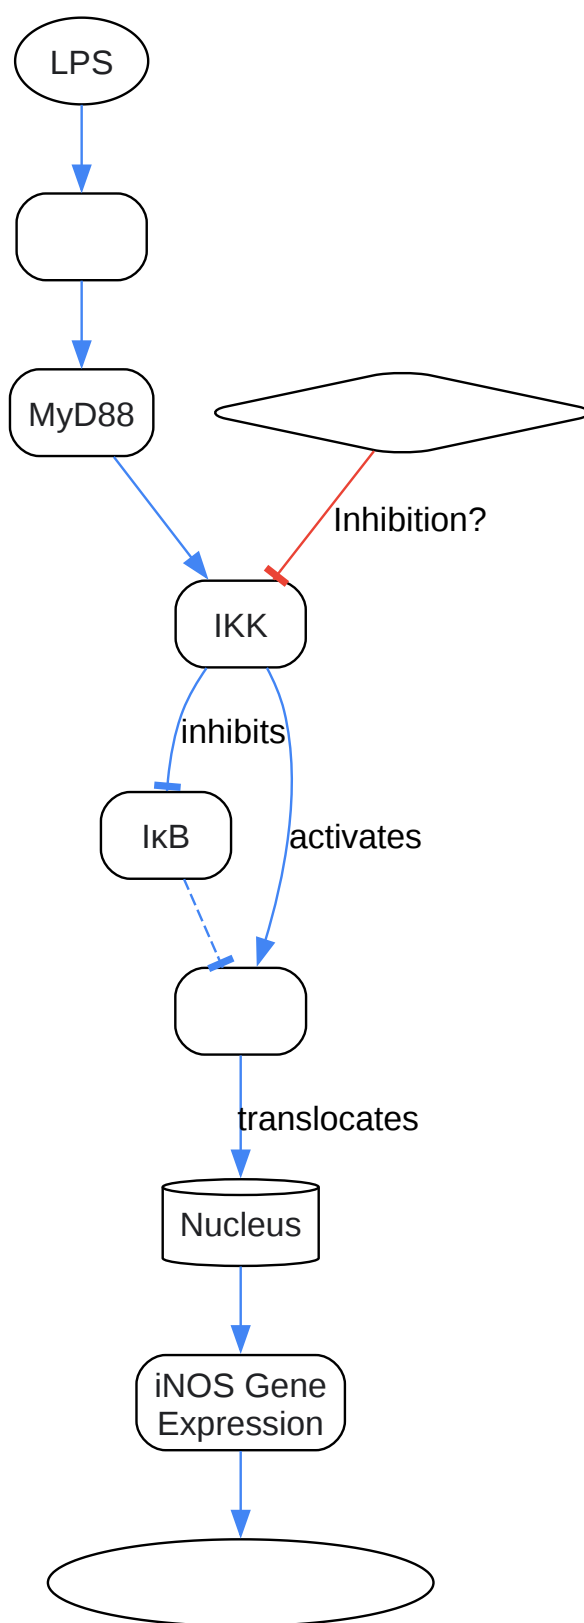 LPS
MyD88
Inhibition?
IKK
inhibits
IκB
activates
translocates
Nucleus
iNOS Gene
Expression